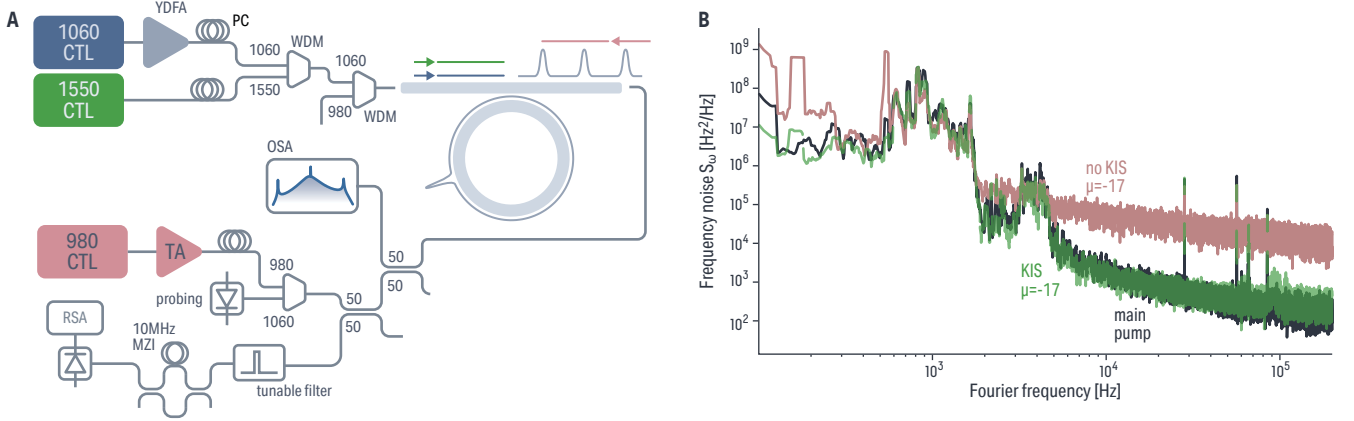 A
YDFA
PC
1060
CTL
1550
CTL
1060
1550
WDM
1060
980
WDM
OSA
980
CTL
TA
980
1060
probing
50
50
50
50
RSA
10MHz
MZI
tunable filter
B
Frequency noise Sω [Hz²/Hz]
10⁹
10⁸
10⁷
10⁶
10⁵
10⁴
10³
10²
no KIS
μ=-17
KIS
μ=-17
main
pump
10³
10⁴
10⁵
Fourier frequency [Hz]